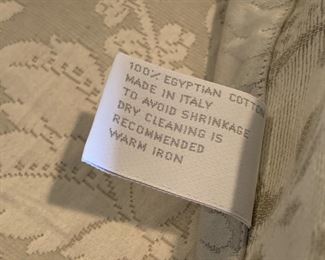 100% EGYPTIAN COTTON
MADE IN ITALY
TO AVOID SHRINKAGE
DRY CLEANING IS
RECOMMENDED
WARM IRON